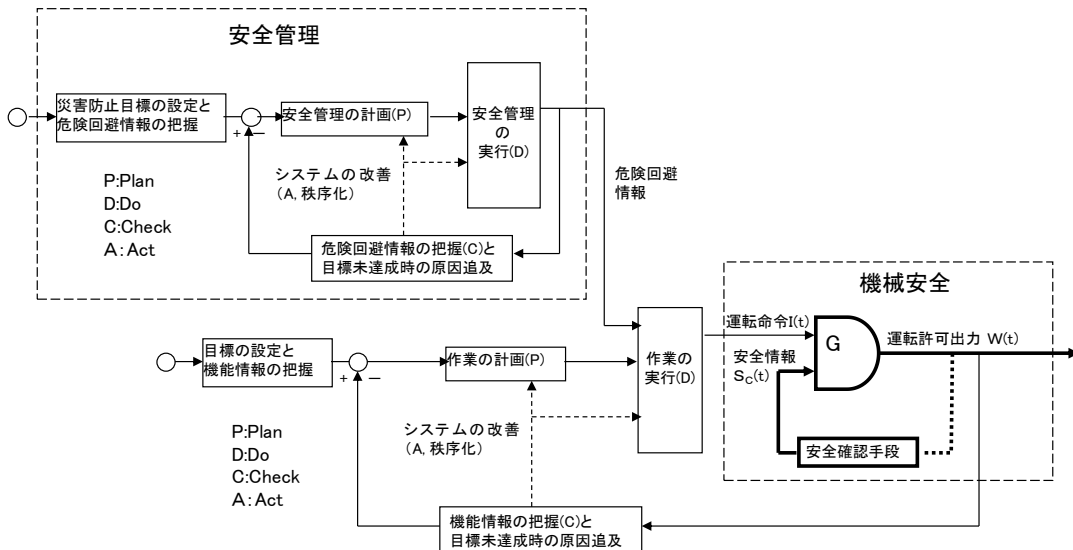 安全管理
災害防止目標の設定と
危険回避情報の把握
+
−
安全管理の計画(P)
安全管理
の
実行(D)
システムの改善
(A, 秩序化)
危険回避
情報
P:Plan
D:Do
C:Check
A:Act
危険回避情報の把握(C)と
目標未達成時の原因追及
機械安全
目標の設定と
機能情報の把握
+
−
作業の計画(P)
作業の
実行(D)
運転命令I(t)
G
運転許可出力 W(t)
安全情報
SC(t)
安全確認手段
システムの改善
(A, 秩序化)
P:Plan
D:Do
C:Check
A:Act
機能情報の把握(C)と
目標未達成時の原因追及